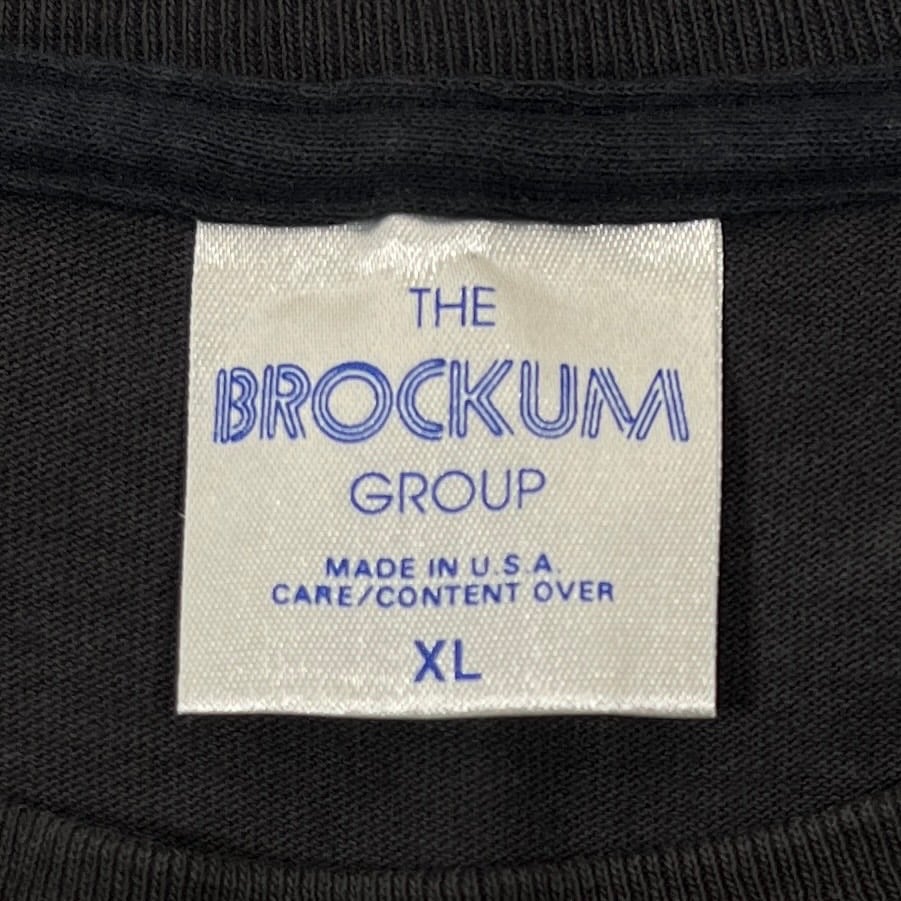 THE
BROCKUM
GROUP
MADE IN U.S.A.
CARE/CONTENT OVER
XL